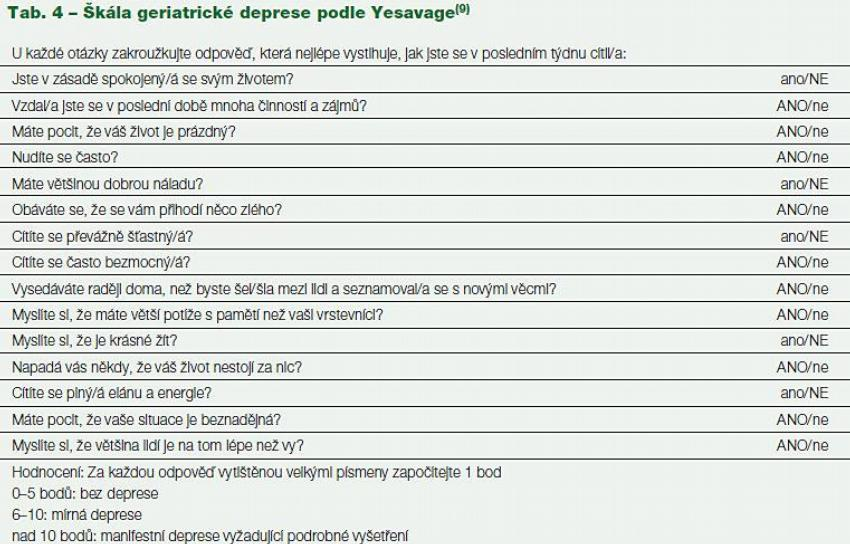 Tab. 4 – Škála geriatrické deprese podle Yesavage(9)
U každé otázky zakroužkujte odpověď, která nejlépe vystihuje, jak jste se v posledním týdnu cítil/a:
Jste v zásadě spokojený/á se svým životem? ano/NE
Vzdal/a jste se v poslední době mnoha činností a zájmů? ANO/ne
Máte pocit, že váš život je prázdný? ANO/ne
Nudíte se často? ANO/ne
Máte většinou dobrou náladu? ano/NE
Obáváte se, že se vám přihodí něco zlého? ANO/ne
Cítíte se převážně šťastný/á? ano/NE
Cítíte se často bezmocný/á? ANO/ne
Vysedáváte raději doma, než byste šel/šla mezi lidi a seznamoval/a se s novými věcmi? ANO/ne
Myslíte si, že máte větší potíže s pamětí než vaši vrstevníci? ANO/ne
Myslíte si, že je krásné žít? ano/NE
Napadá vás někdy, že váš život nestojí za nic? ANO/ne
Cítíte se plný/á elánu a energie? ano/NE
Máte pocit, že vaše situace je beznadějná? ANO/ne
Myslíte si, že většina lidí je na tom lépe než vy? ANO/ne
Hodnocení: Za každou odpověď vytištěnou velkými písmeny započítejte 1 bod
0–5 bodů: bez deprese
6–10: mírná deprese
nad 10 bodů: manifestní deprese vyžadující podrobné vyšetření